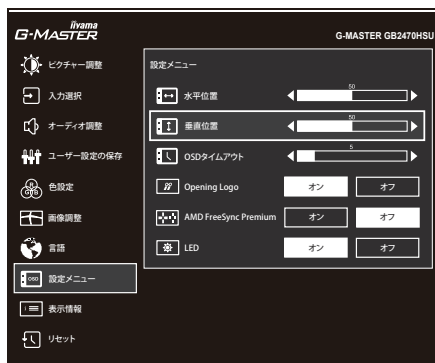 iiyama
G-MASTER
G-MASTER GB2470HSU
ピクチャー調整
入力選択
オーディオ調整
ユーザー設定の保存
色設定
画像調整
言語
OSD 設定メニュー
表示情報
リセット
設定メニュー
水平位置 50
垂直位置 50
OSDタイムアウト 5
Opening Logo オン オフ
AMD FreeSync Premium オン オフ
LED オン オフ